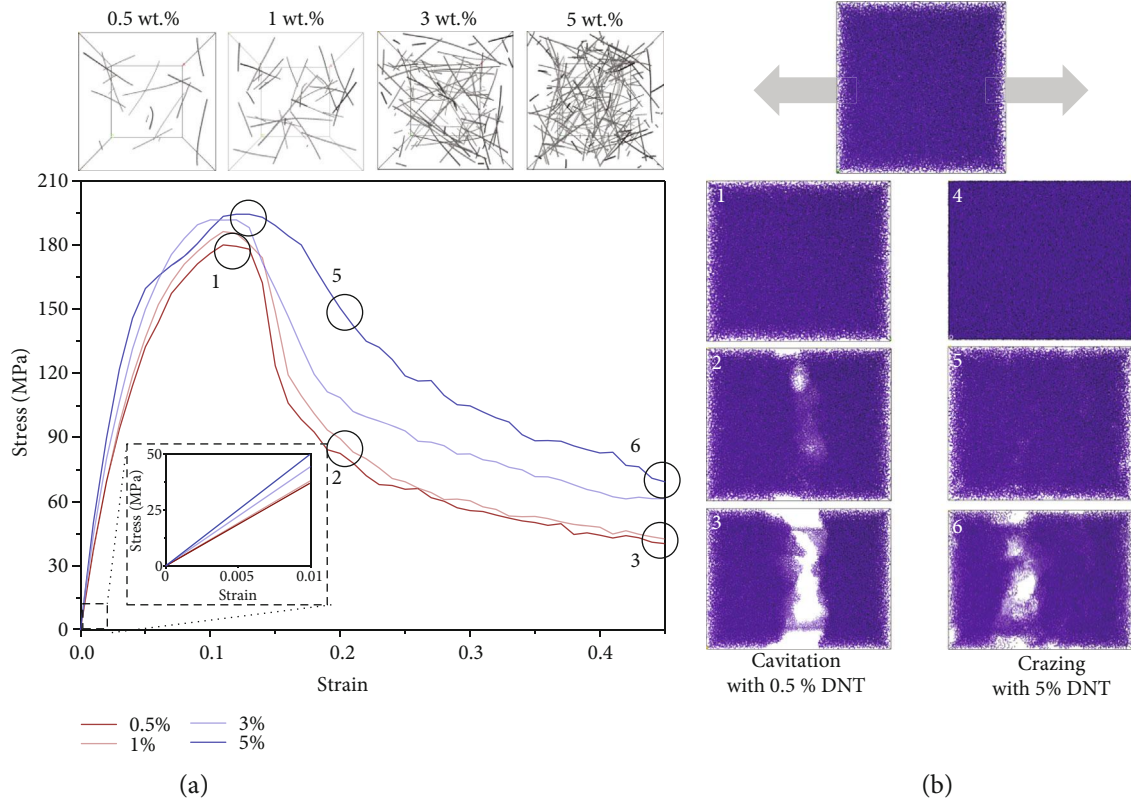 0.5 wt.% 1 wt.% 3 wt.% 5 wt.%
210
180
150
120
90
60
30
0
Stress (MPa)
0.0 0.1 0.2 0.3 0.4
Strain
1
5
2
6
3
50
25
0
Stress (MPa)
0 0.005 0.01
Strain
0.5% 3%
1% 5%
(a)
1 4
2 5
3 6
Cavitation
with 0.5 % DNT
Crazing
with 5% DNT
(b)